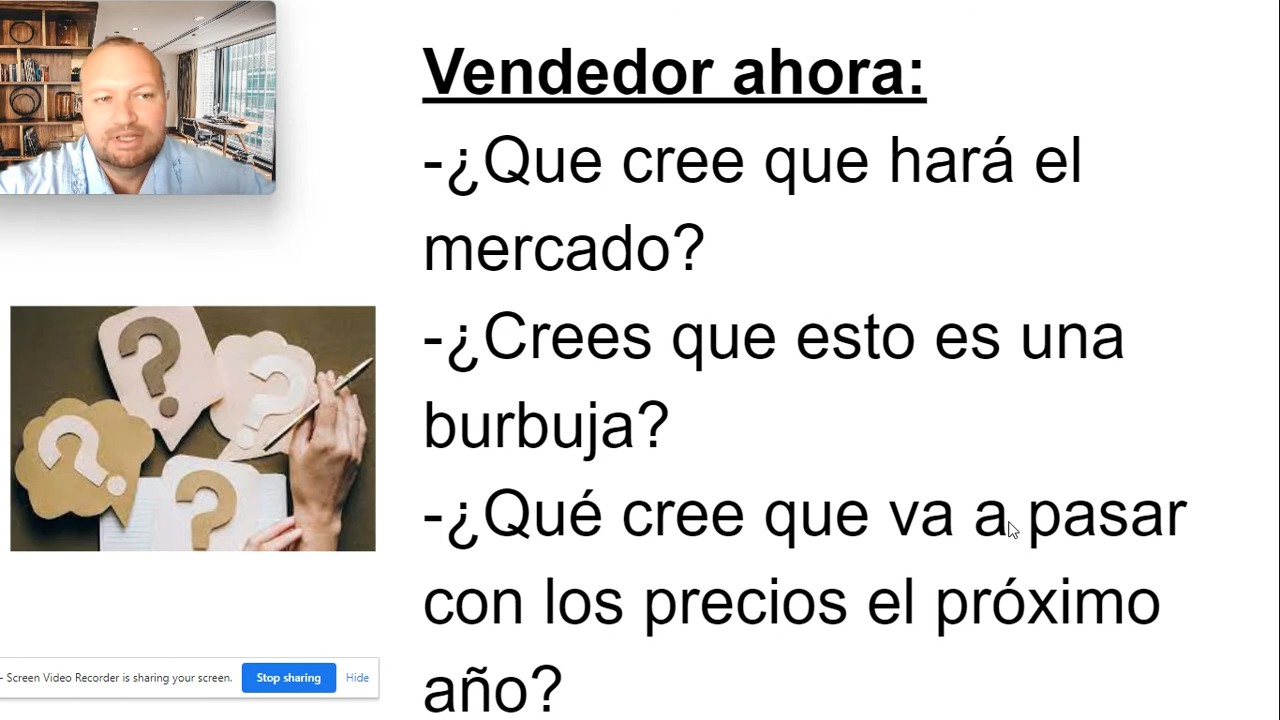 Vendedor ahora:
-¿Que cree que hará el
mercado?
-¿Crees que esto es una
burbuja?
-¿Qué cree que va a pasar
con los precios el próximo
año?
- Screen Video Recorder is sharing your screen. Stop sharing Hide